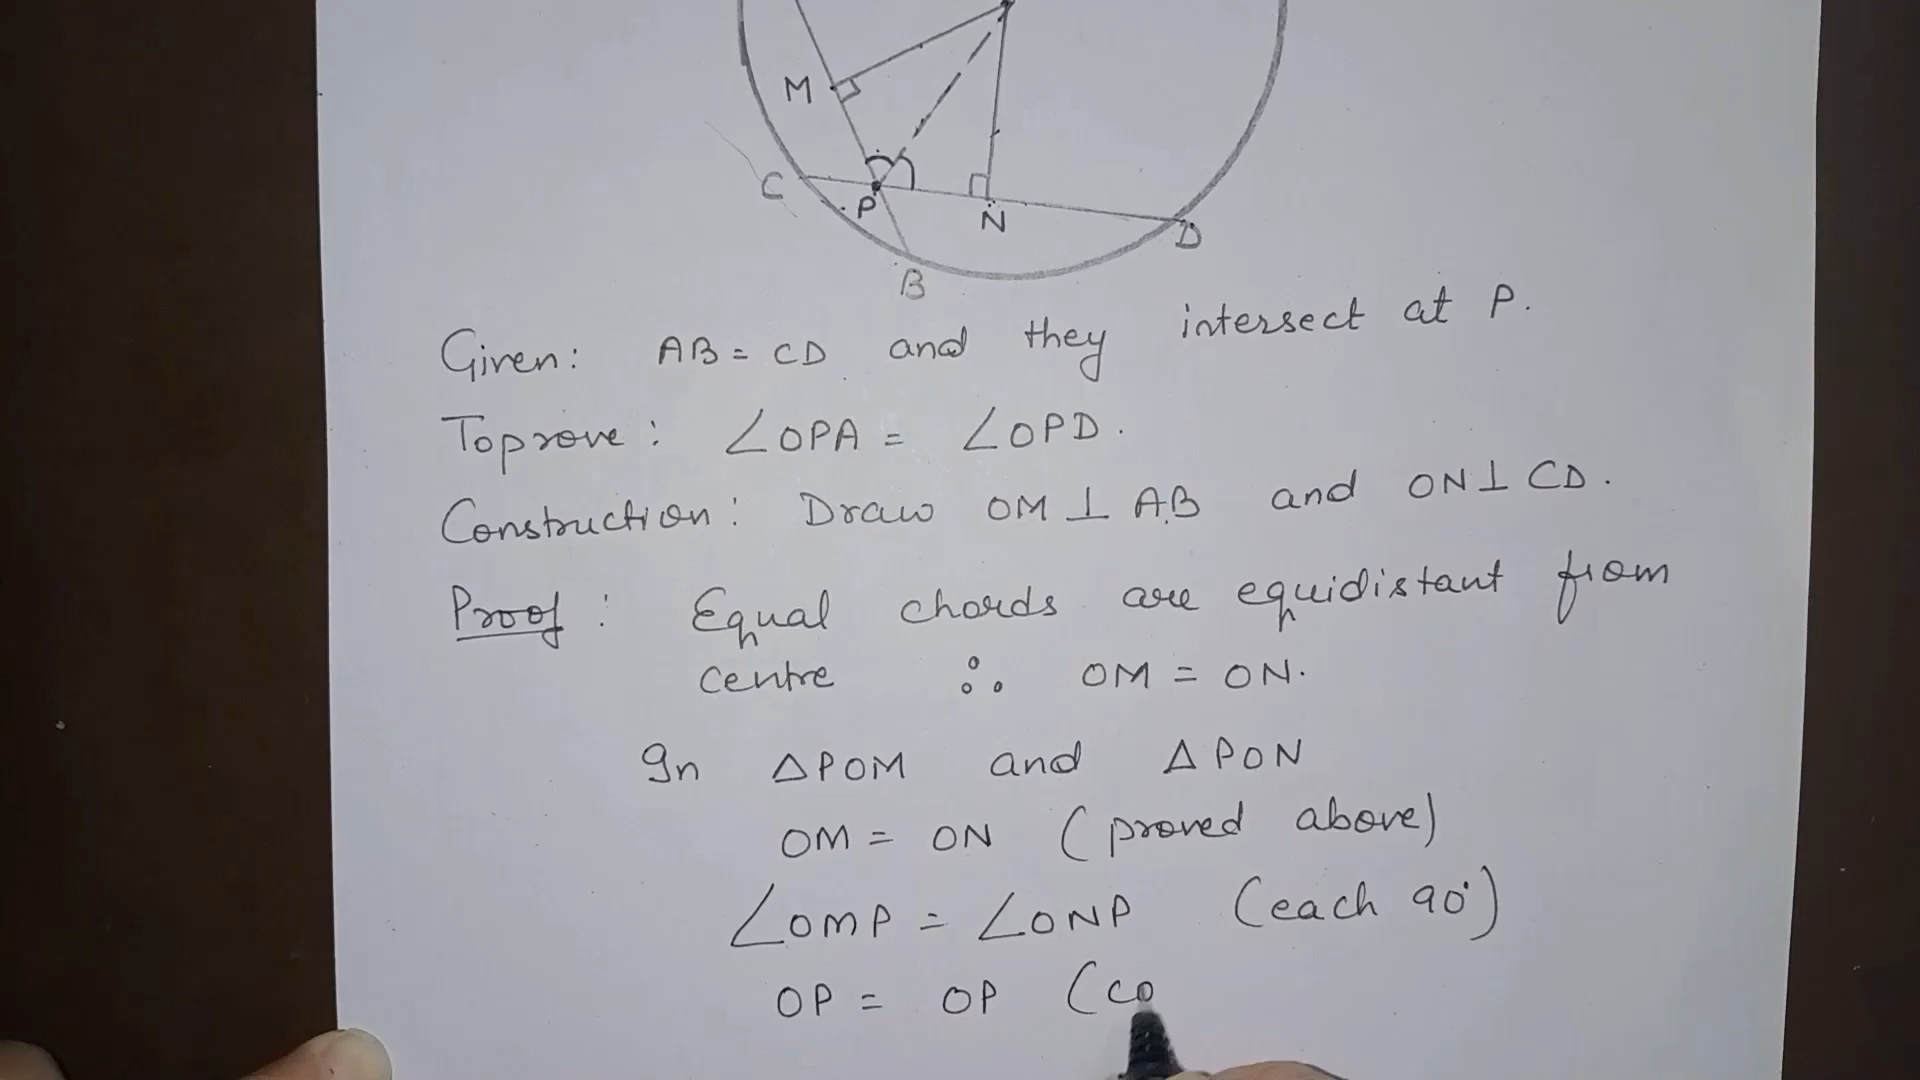 M
C
P
N
D
B
Given: AB = CD and they intersect at P.
To prove: ∠OPA = ∠OPD.
Construction: Draw OM ⊥ AB and ON ⊥ CD.
Proof: Equal chords are equidistant from
centre ∴ OM = ON.
In △POM and △PON
OM = ON (proved above)
∠OMP = ∠ONP (each 90°)
OP = OP (co